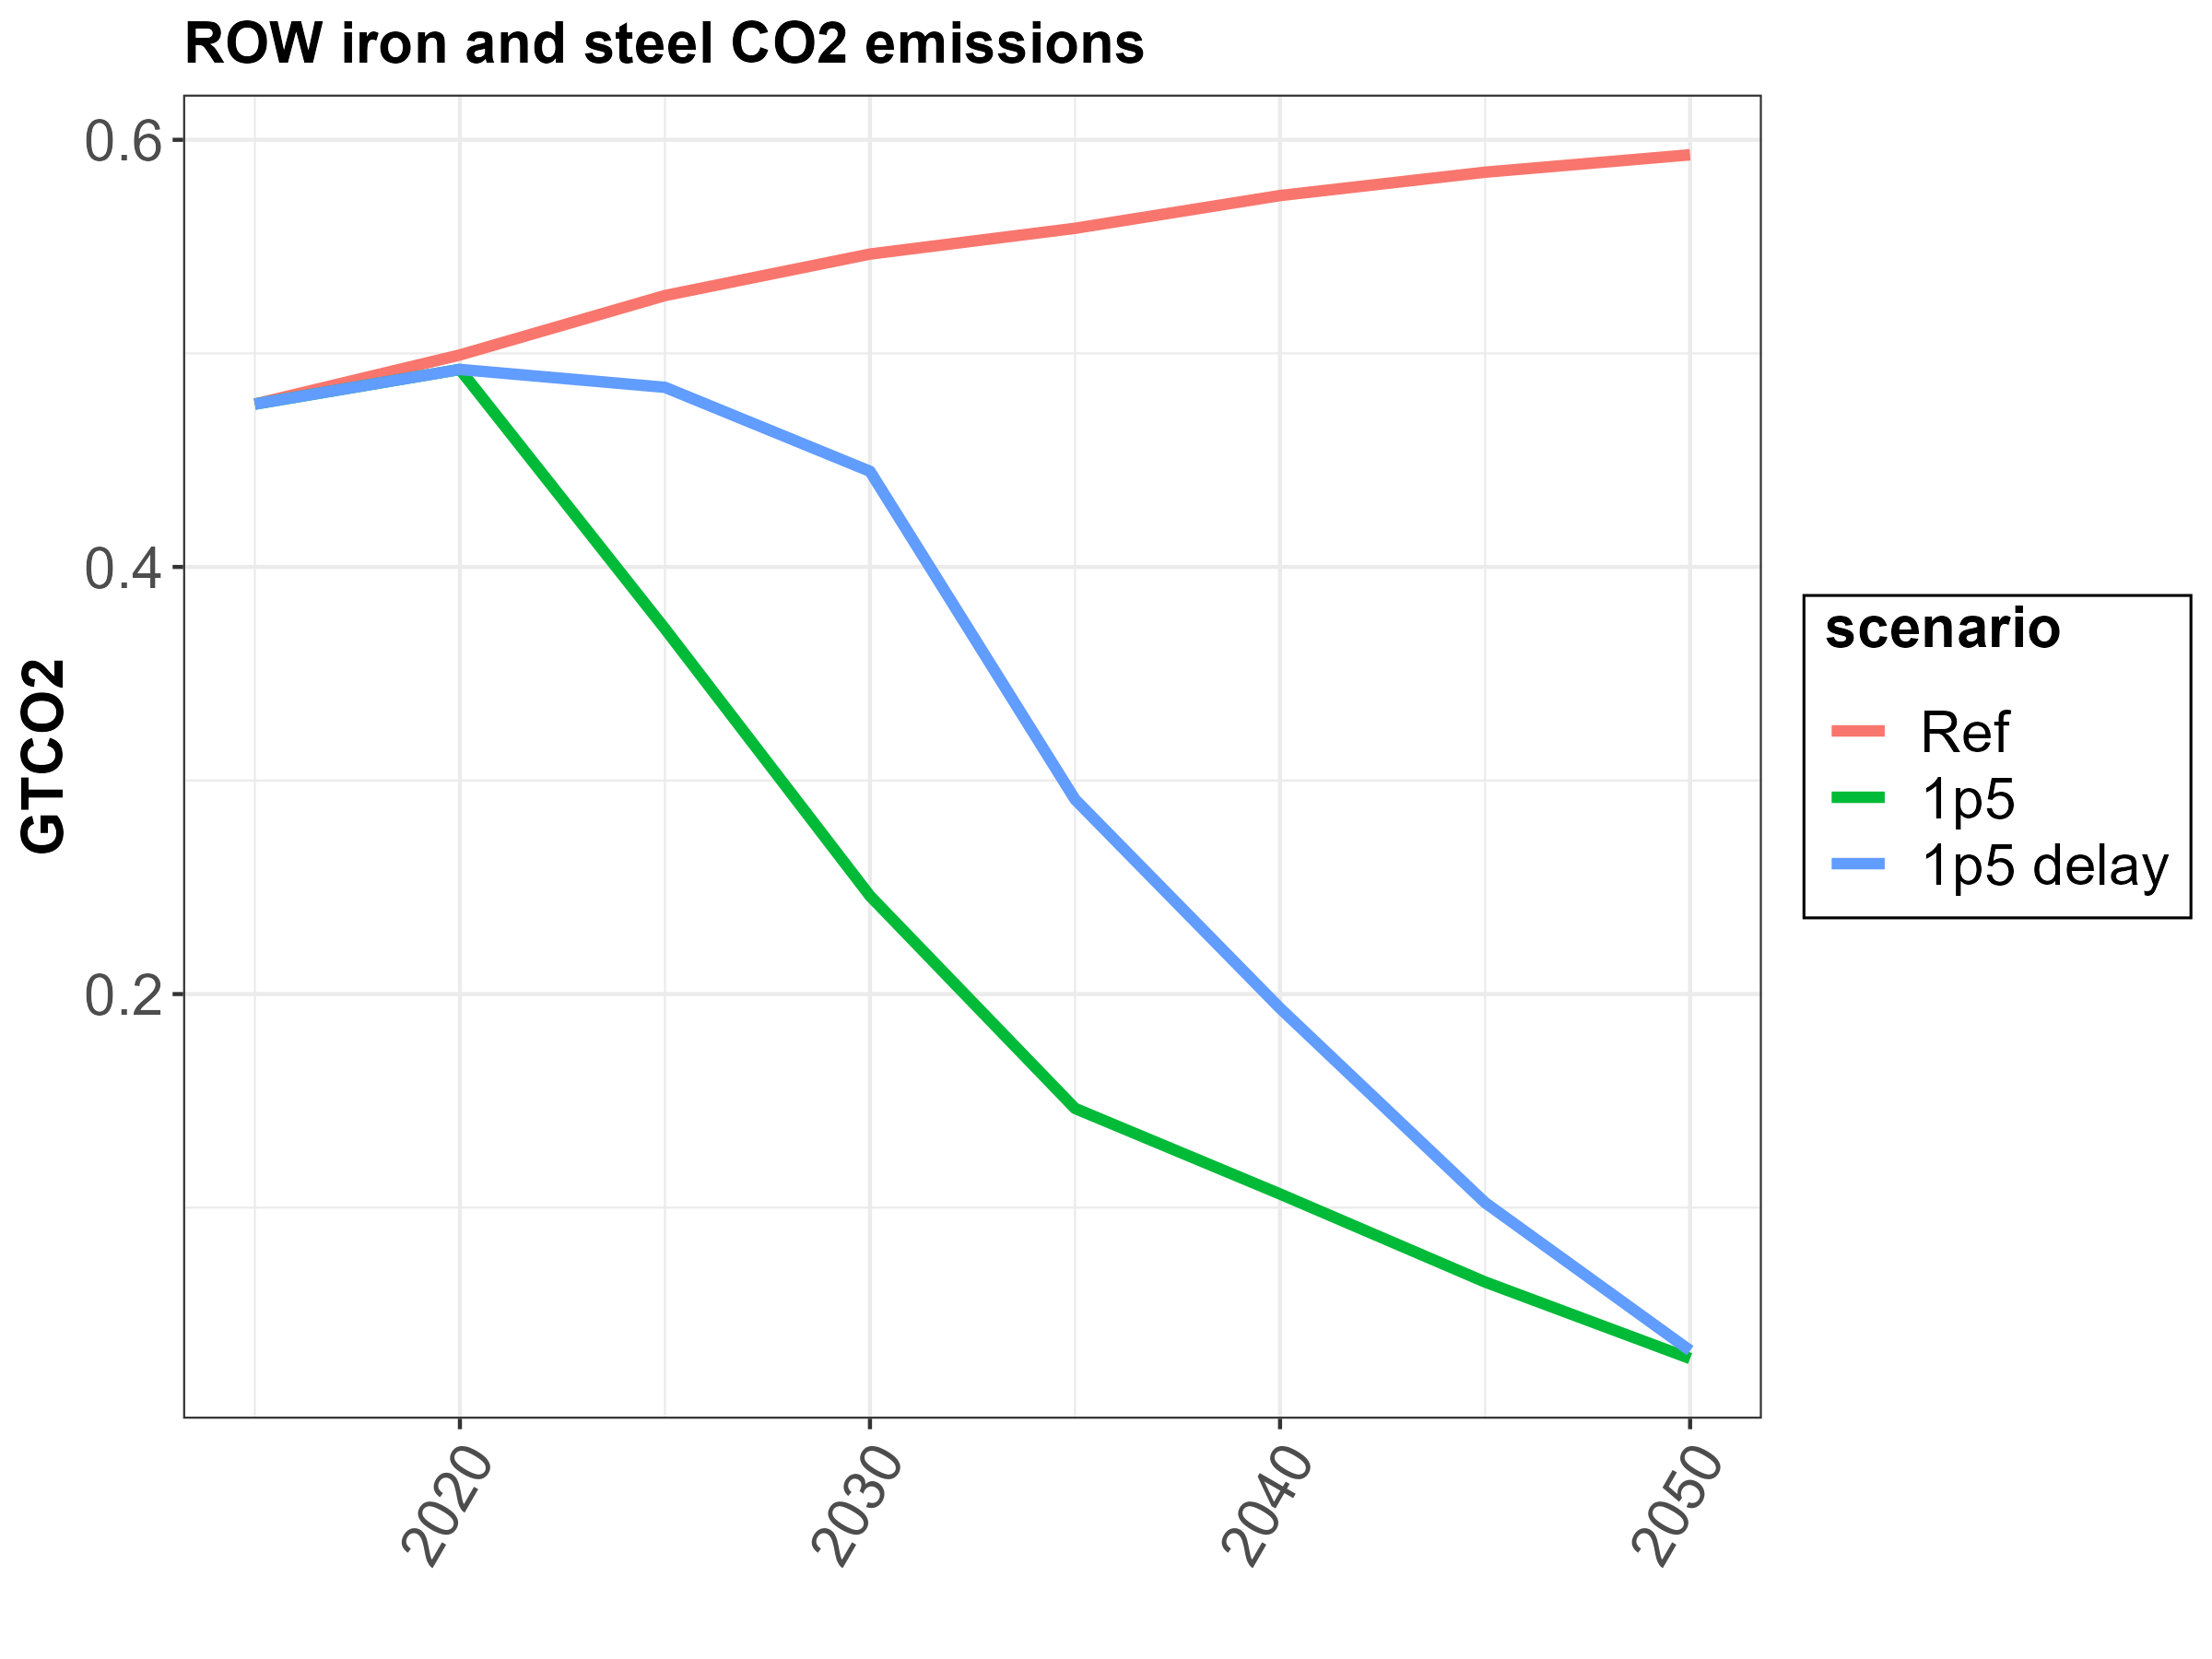 ROW iron and steel CO2 emissions
GTCO2
0.6
0.4
0.2
2020
2030
2040
2050
scenario
Ref
1p5
1p5 delay